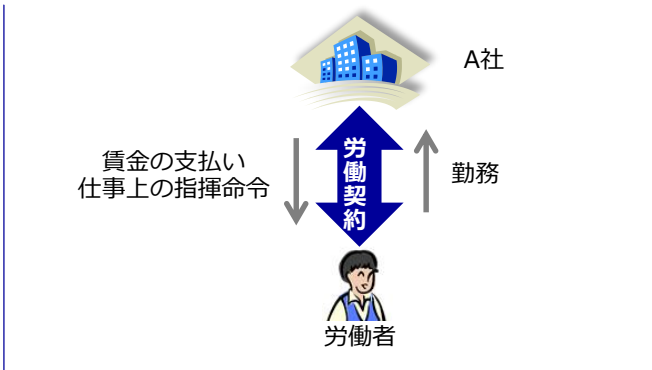 A社
賃金の支払い
仕事上の指揮命令
労働契約
勤務
労働者